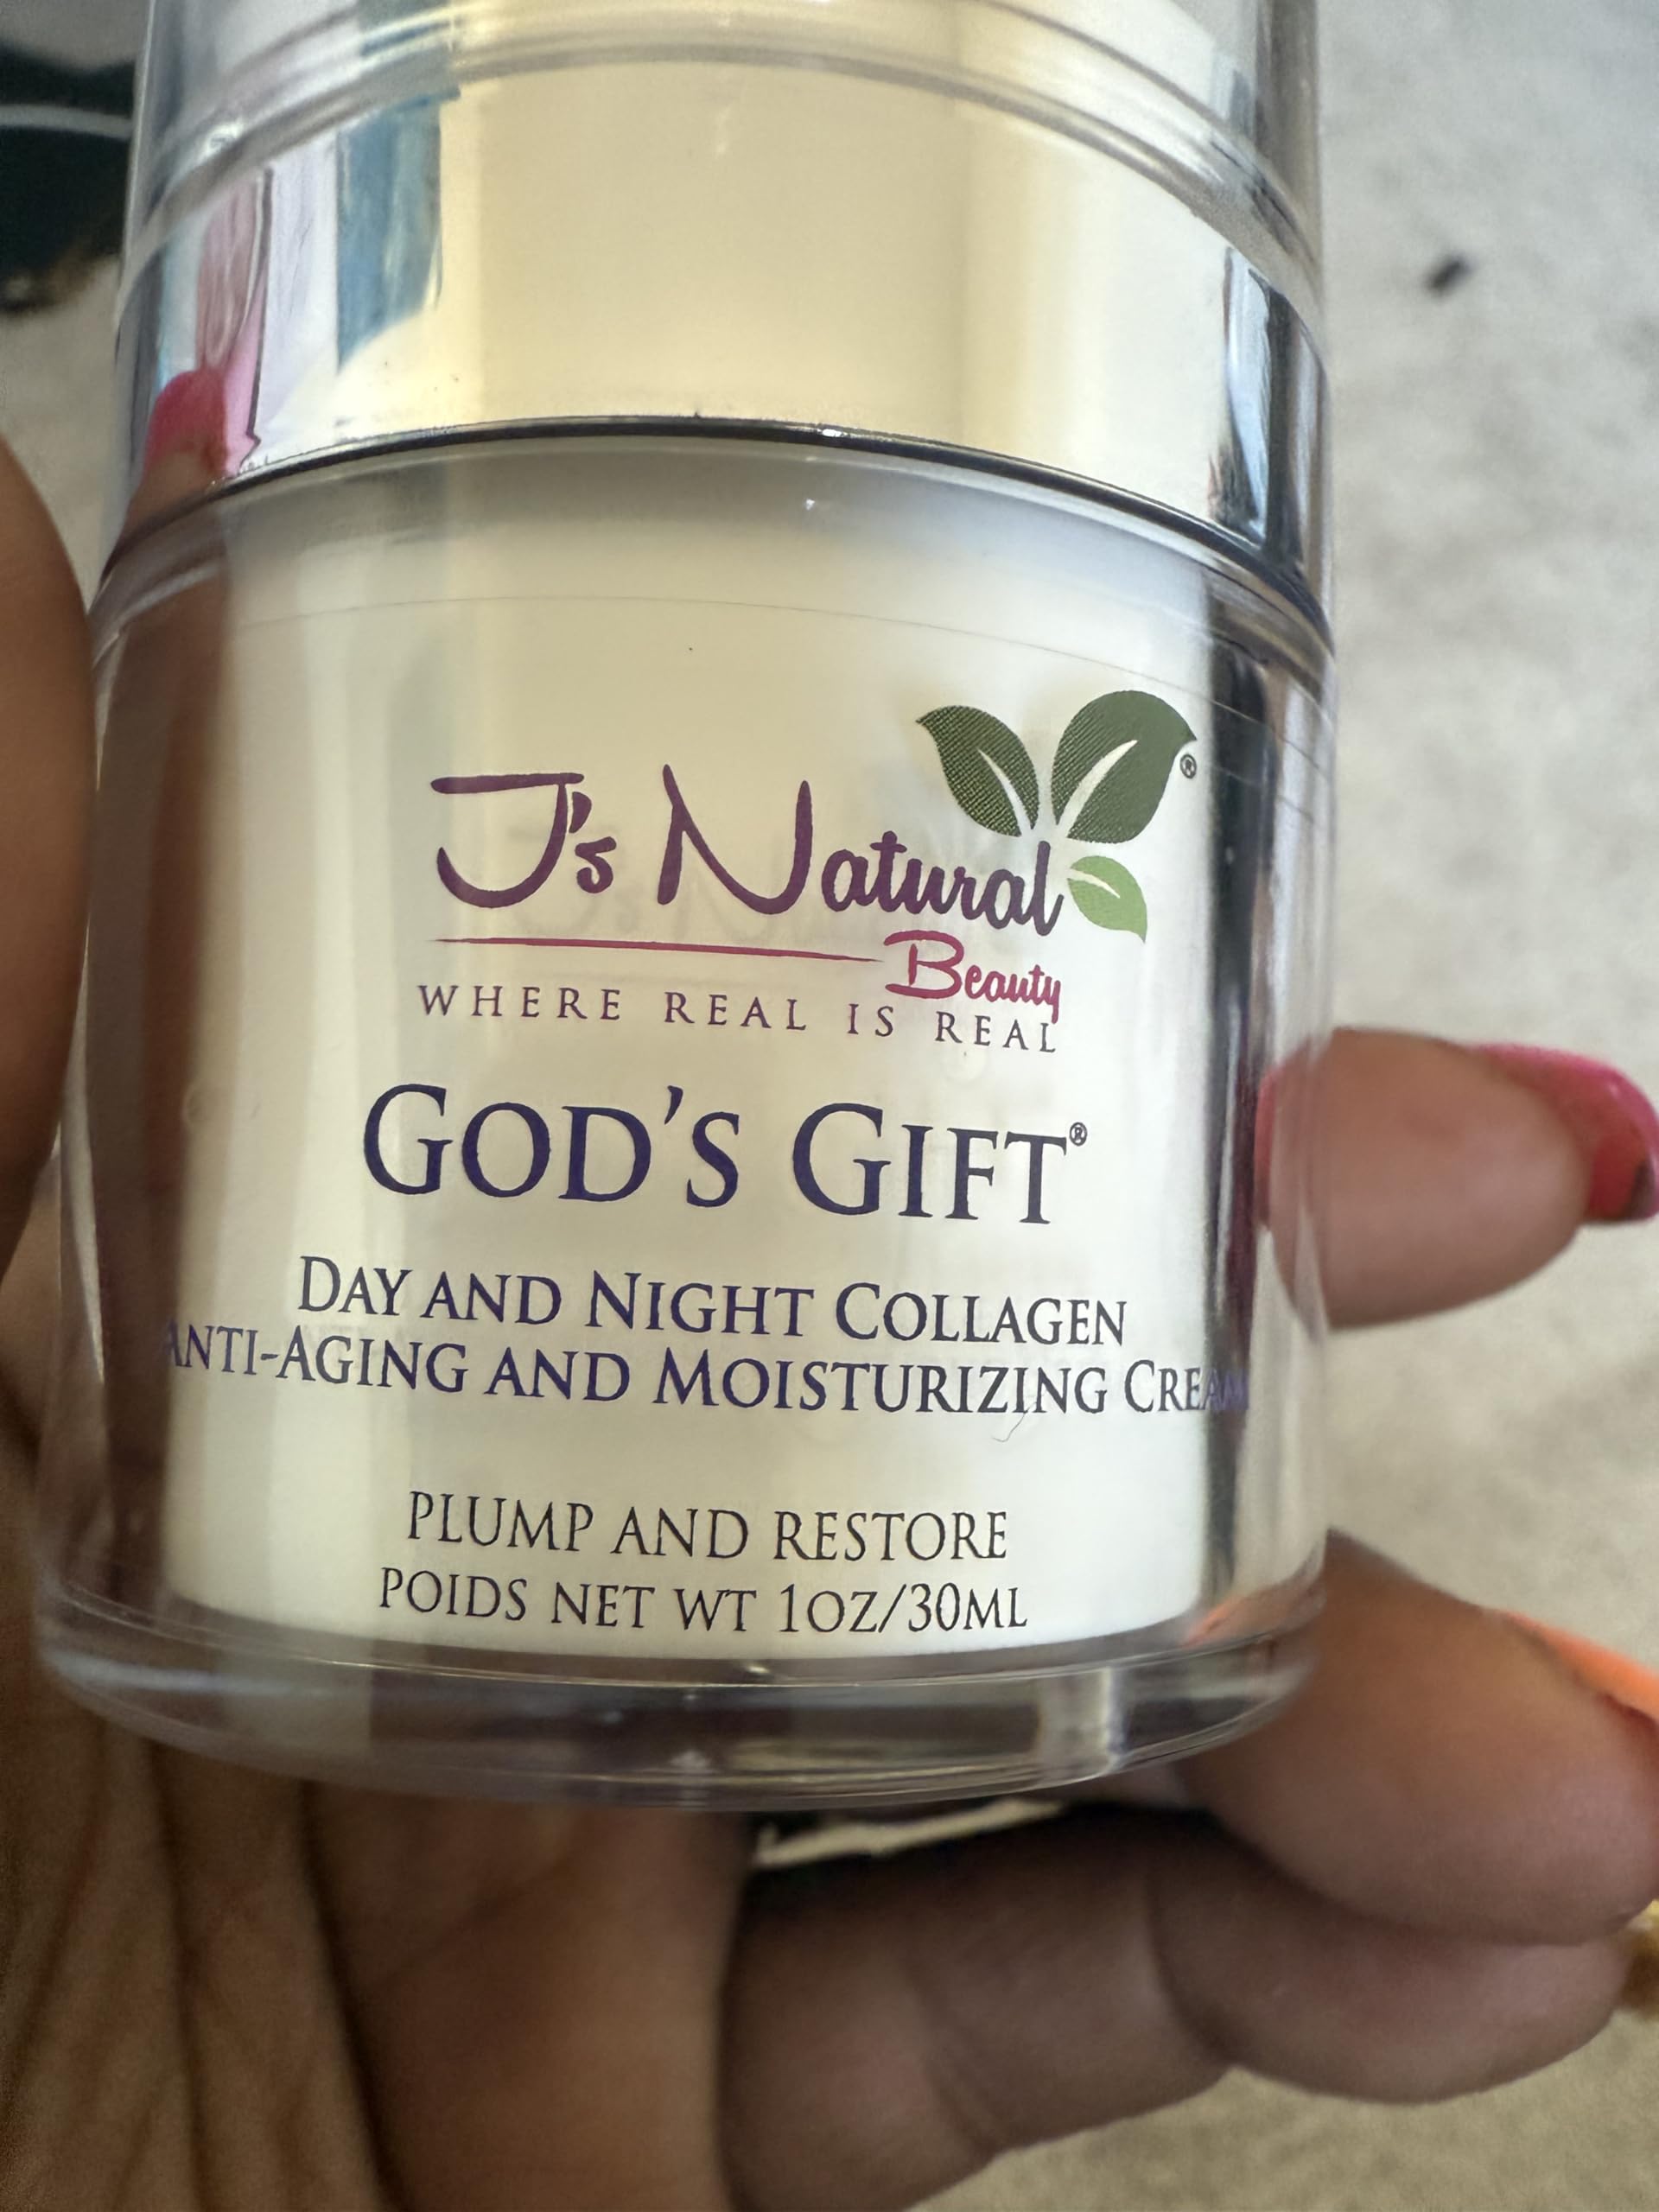 J's Natural ®
Beauty
WHERE REAL IS REAL
GOD'S GIFT®
DAY AND NIGHT COLLAGEN
ANTI-AGING AND MOISTURIZING CREAM
PLUMP AND RESTORE
POIDS NET WT 1OZ/30ML